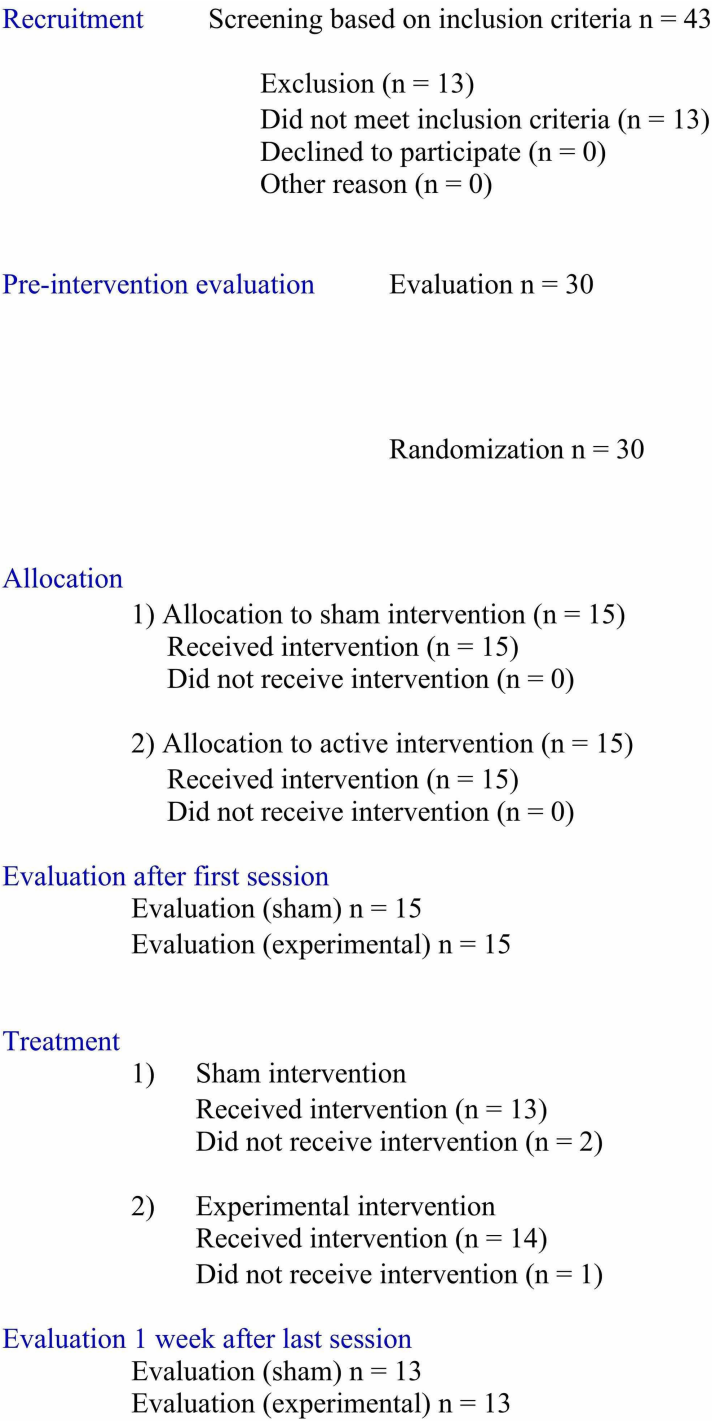 Recruitment Screening based on inclusion criteria n = 43
Exclusion (n = 13)
Did not meet inclusion criteria (n = 13)
Declined to participate (n = 0)
Other reason (n = 0)
Pre-intervention evaluation Evaluation n = 30
Randomization n = 30
Allocation
1) Allocation to sham intervention (n = 15)
Received intervention (n = 15)
Did not receive intervention (n = 0)
2) Allocation to active intervention (n = 15)
Received intervention (n = 15)
Did not receive intervention (n = 0)
Evaluation after first session
Evaluation (sham) n = 15
Evaluation (experimental) n = 15
Treatment
1) Sham intervention
Received intervention (n = 13)
Did not receive intervention (n = 2)
2) Experimental intervention
Received intervention (n = 14)
Did not receive intervention (n = 1)
Evaluation 1 week after last session
Evaluation (sham) n = 13
Evaluation (experimental) n = 13